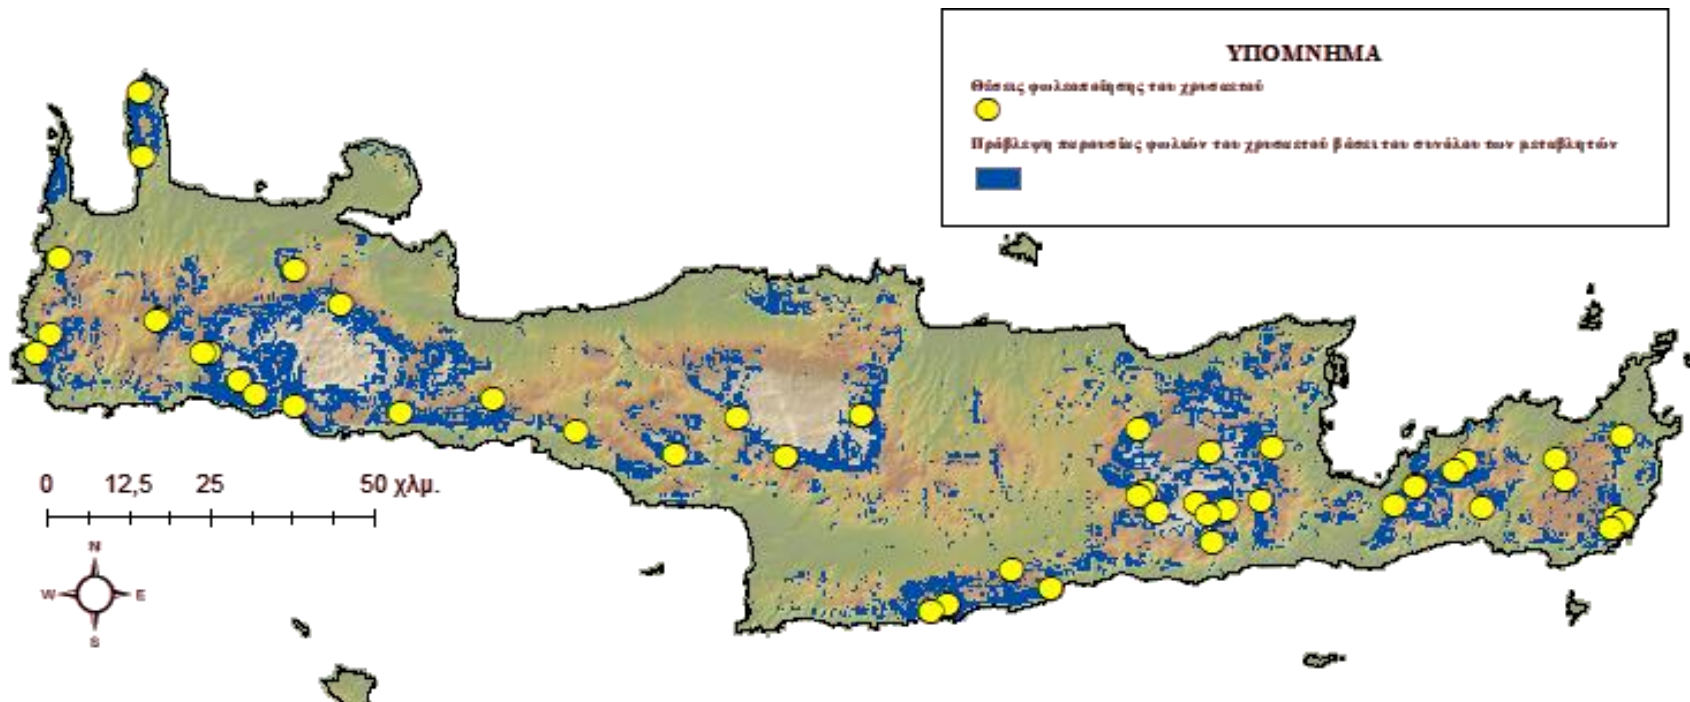 ΥΠΟΜΝΗΜΑ
Θέσεις φωλεοποίησης του χρυσαετού
Πρόβλεψη παρουσίας φωλιών του χρυσαετού βάσει του συνόλου των μεταβλητών
0 12,5 25 50 χλμ.
N
W E
S